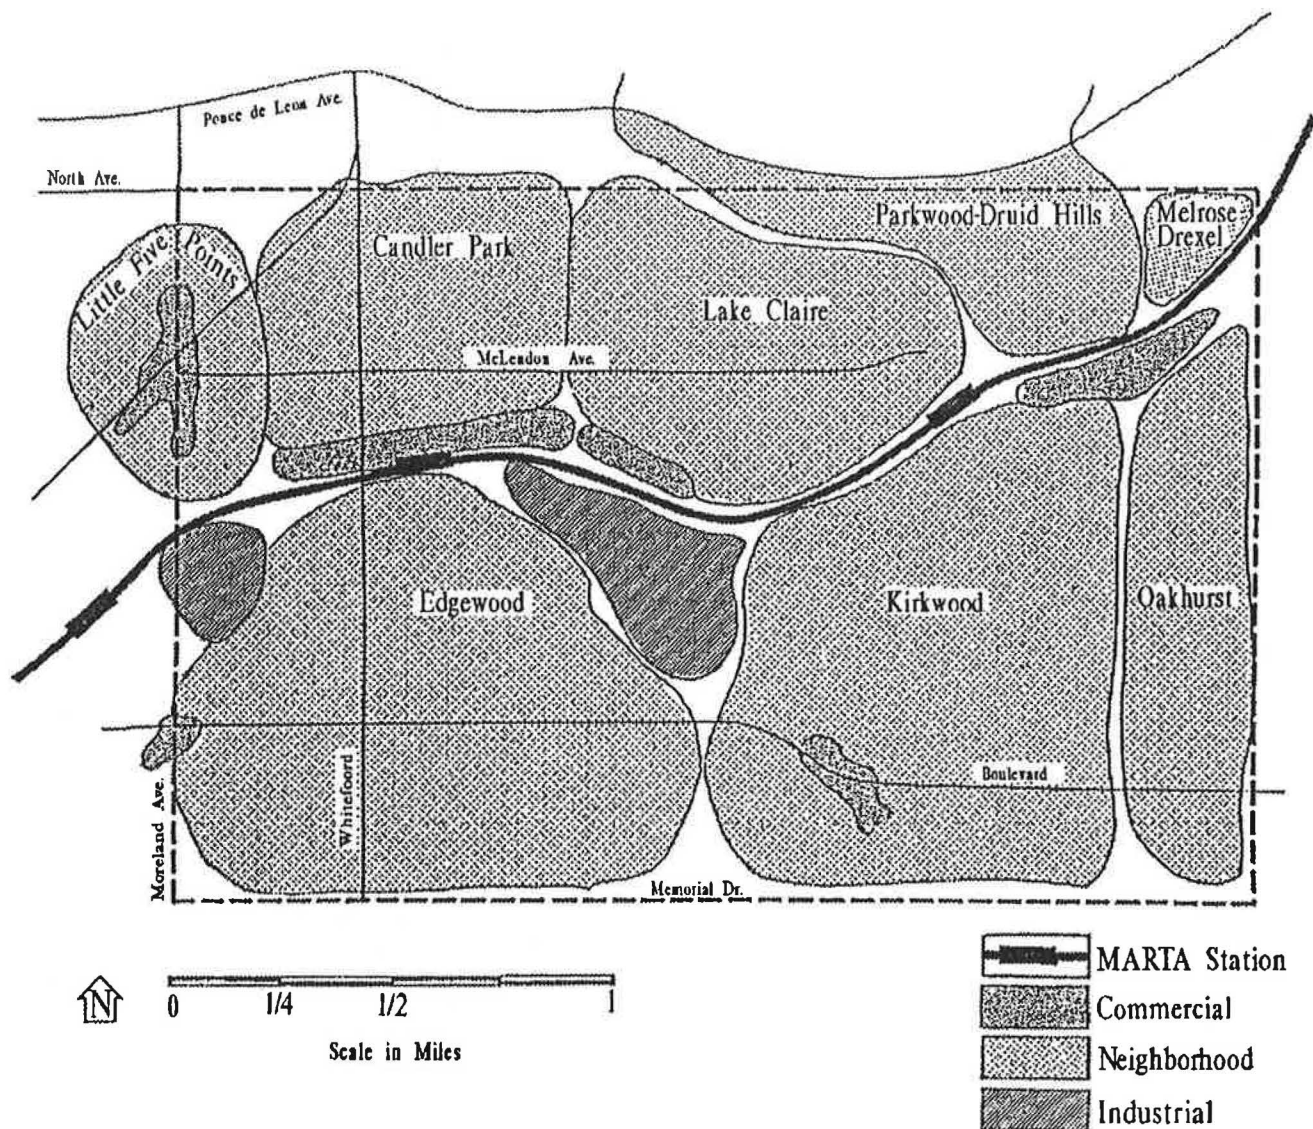 Ponce de Leon Ave.
North Ave.
Little Five Points
Candler Park
Parkwood-Druid Hills
Melrose
Drexel
Lake Claire
McLendon Ave.
Edgewood
Kirkwood
Oakhurst
Moreland Ave.
Whitefoord
Boulevard
Memorial Dr.
N
0 1/4 1/2 1
Scale in Miles
MARTA Station
Commercial
Neighborhood
Industrial